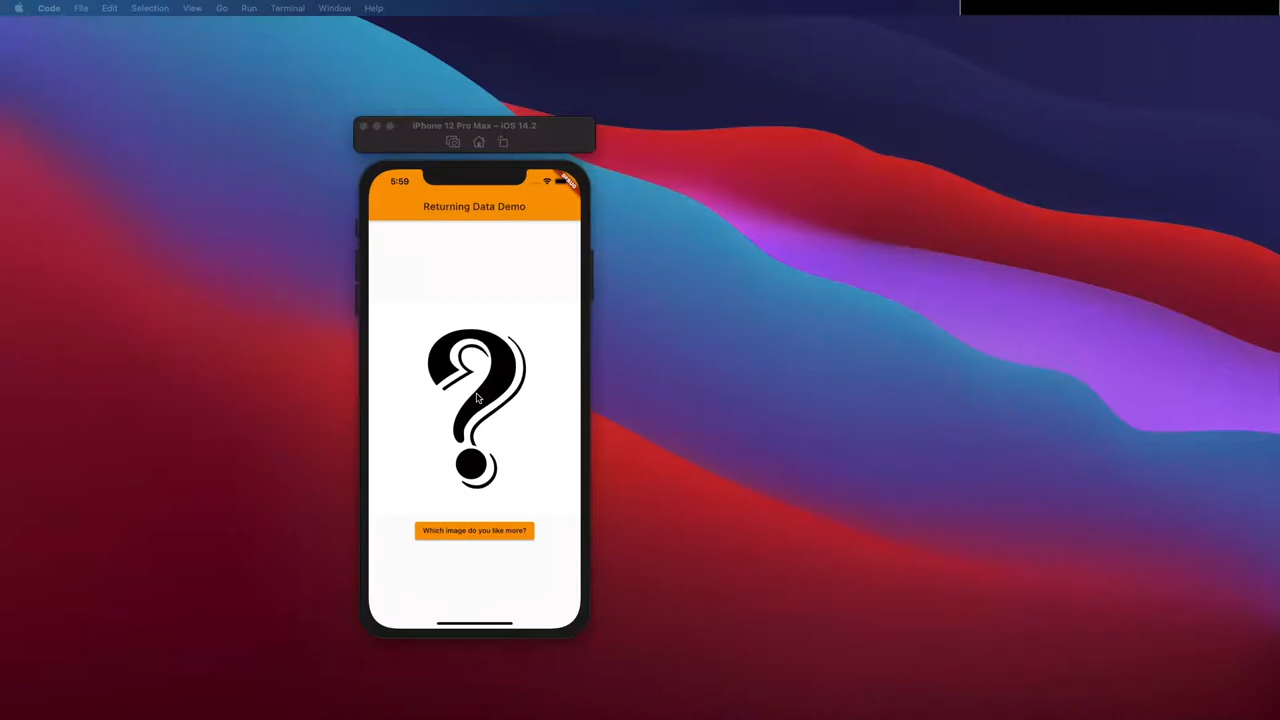 Code File Edit Selection View Go Run Terminal Window Help
iPhone 12 Pro Max – iOS 14.2
5:59
DEBUG
Returning Data Demo
?
Which image do you like more?